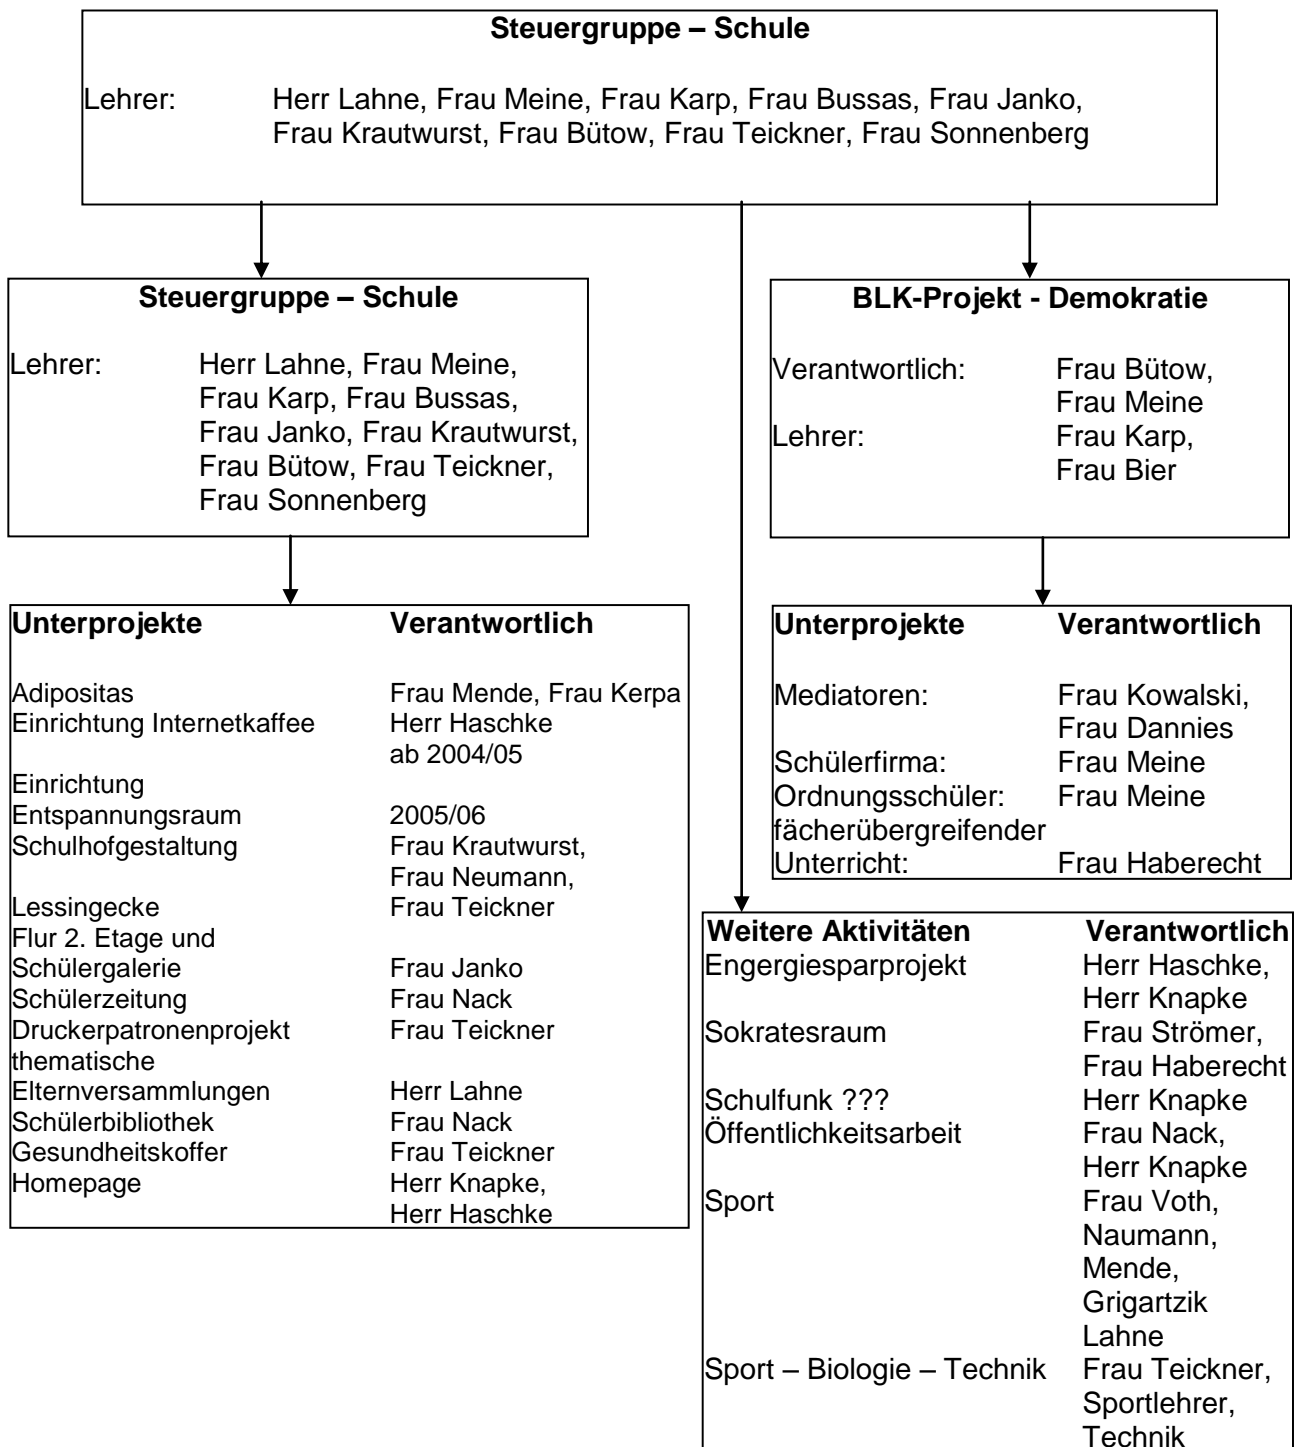 Steuergruppe – Schule
Lehrer: Herr Lahne, Frau Meine, Frau Karp, Frau Bussas, Frau Janko,
Frau Krautwurst, Frau Bütow, Frau Teickner, Frau Sonnenberg
Steuergruppe – Schule
Lehrer: Herr Lahne, Frau Meine,
Frau Karp, Frau Bussas,
Frau Janko, Frau Krautwurst,
Frau Bütow, Frau Teickner,
Frau Sonnenberg
BLK-Projekt - Demokratie
Verantwortlich: Frau Bütow,
Frau Meine
Lehrer: Frau Karp,
Frau Bier
Unterprojekte Verantwortlich
Adipositas Frau Mende, Frau Kerpa
Einrichtung Internetkaffee Herr Haschke
ab 2004/05
Einrichtung
Entspannungsraum 2005/06
Schulhofgestaltung Frau Krautwurst,
Frau Neumann,
Lessingecke Frau Teickner
Flur 2. Etage und
Schülergalerie Frau Janko
Schülerzeitung Frau Nack
Druckerpatronenprojekt Frau Teickner
thematische
Elternversammlungen Herr Lahne
Schülerbibliothek Frau Nack
Gesundheitskoffer Frau Teickner
Homepage Herr Knapke,
Herr Haschke
Unterprojekte Verantwortlich
Mediatoren: Frau Kowalski,
Frau Dannies
Schülerfirma: Frau Meine
Ordnungsschüler: Frau Meine
fächerübergreifender
Unterricht: Frau Haberecht
Weitere Aktivitäten Verantwortlich
Engergiesparprojekt Herr Haschke,
Herr Knapke
Sokratesraum Frau Strömer,
Frau Haberecht
Schulfunk ??? Herr Knapke
Öffentlichkeitsarbeit Frau Nack,
Herr Knapke
Sport Frau Voth,
Naumann,
Mende,
Grigartzik
Lahne
Sport – Biologie – Technik Frau Teickner,
Sportlehrer,
Technik